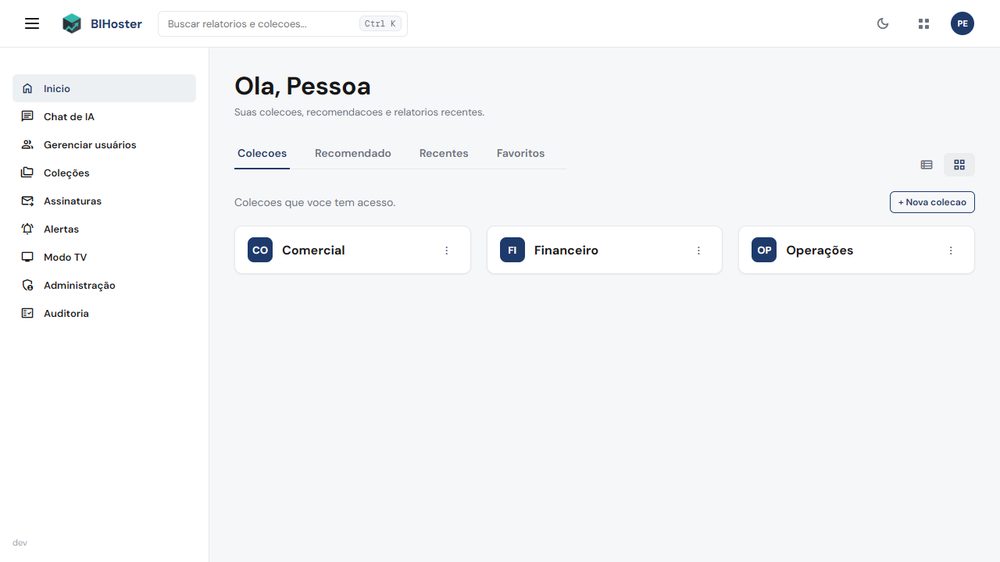 BIHoster
Buscar relatorios e colecoes...
Ctrl K
PE
Inicio
Chat de IA
Gerenciar usuários
Coleções
Assinaturas
Alertas
Modo TV
Administração
Auditoria
dev
Ola, Pessoa
Suas colecoes, recomendacoes e relatorios recentes.
Colecoes
Recomendado
Recentes
Favoritos
Colecoes que voce tem acesso.
+ Nova colecao
CO Comercial
FI Financeiro
OP Operações